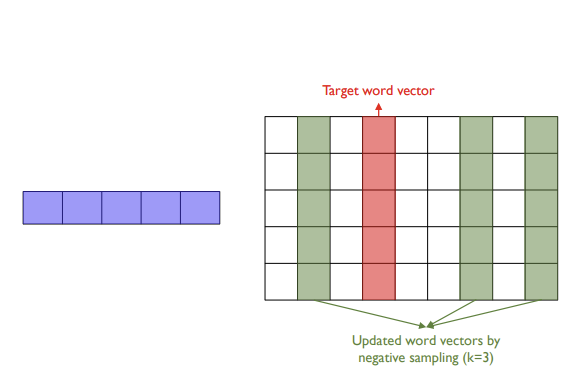 Target word vector
Updated word vectors by
negative sampling (k=3)